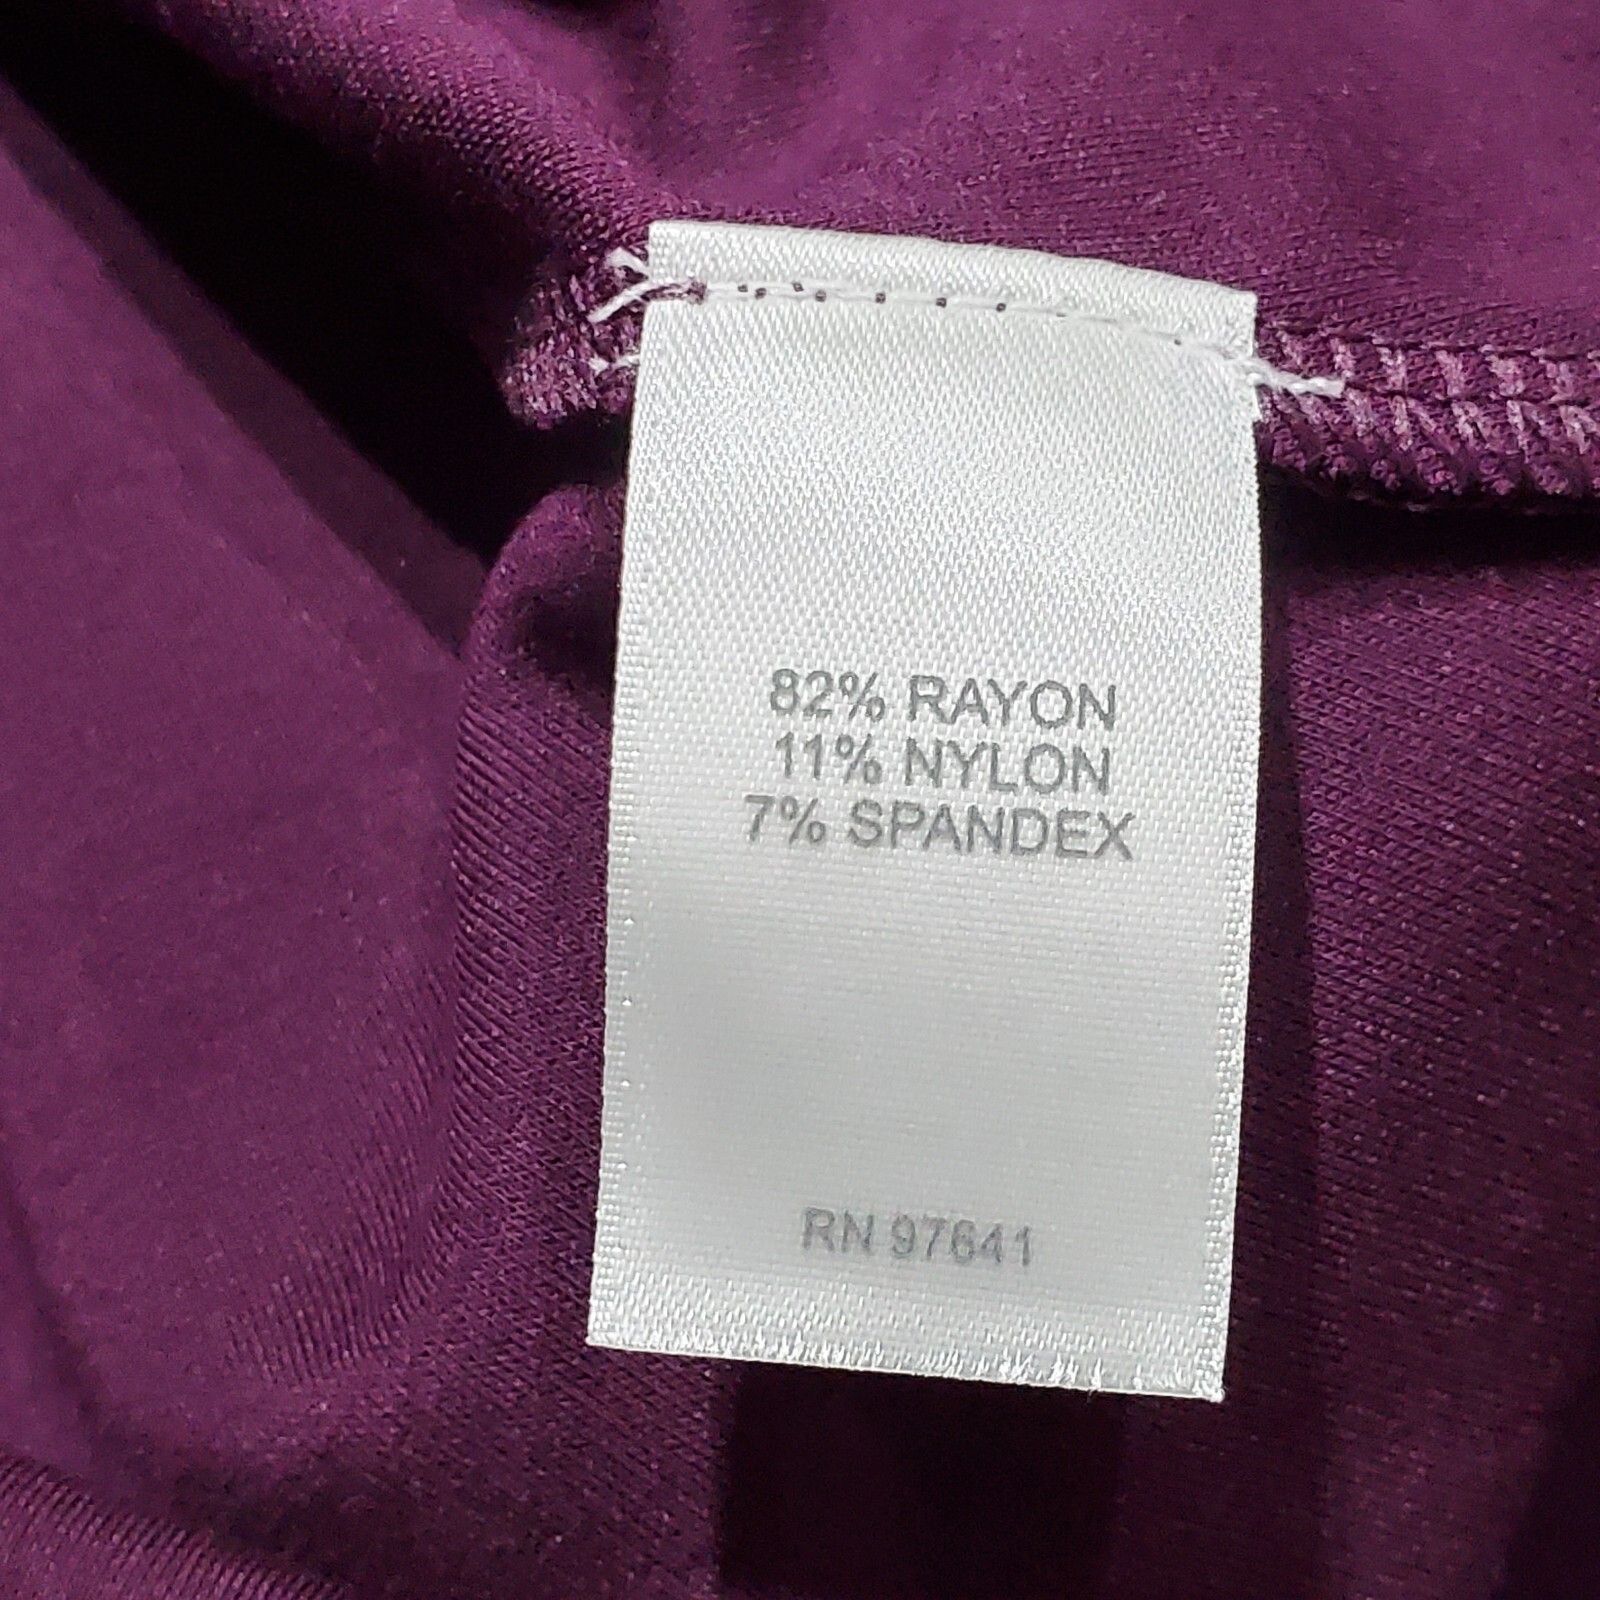 82% RAYON
11% NYLON
7% SPANDEX
RN 97641